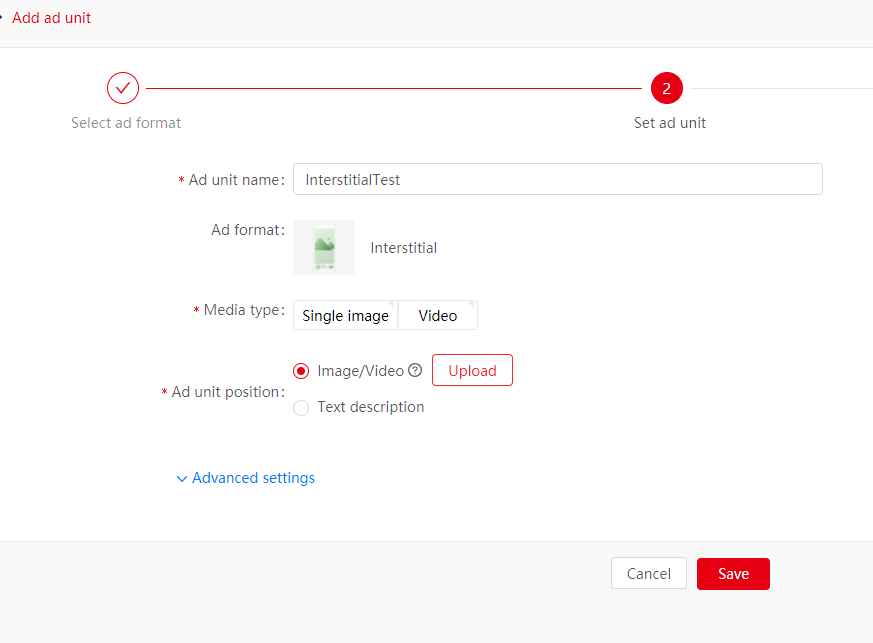 Add ad unit
2
Select ad format
Set ad unit
* Ad unit name: InterstitialTest
Ad format: Interstitial
* Media type: Single image Video
Image/Video ? Upload
* Ad unit position:
Text description
Advanced settings
Cancel Save